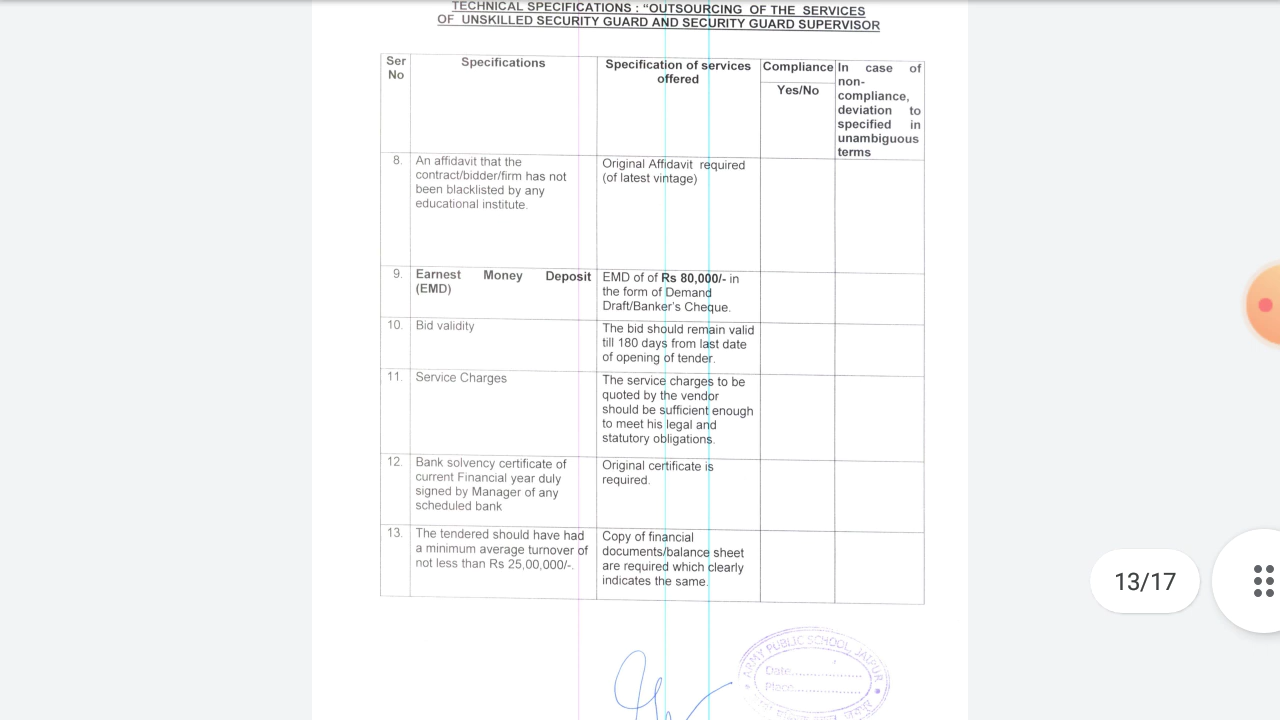 TECHNICAL SPECIFICATIONS : “OUTSOURCING OF THE SERVICES
OF UNSKILLED SECURITY GUARD AND SECURITY GUARD SUPERVISOR
Ser
No
Specifications
Specification of services
offered
Compliance
Yes/No
In case of
non-
compliance,
deviation to
specified in
unambiguous
terms
8.
An affidavit that the
contract/bidder/firm has not
been blacklisted by any
educational institute.
Original Affidavit required
(of latest vintage)
9.
Earnest Money Deposit
(EMD)
EMD of of Rs 80,000/- in
the form of Demand
Draft/Banker's Cheque.
10.
Bid validity
The bid should remain valid
till 180 days from last date
of opening of tender.
11.
Service Charges
The service charges to be
quoted by the vendor
should be sufficient enough
to meet his legal and
statutory obligations.
12.
Bank solvency certificate of
current Financial year duly
signed by Manager of any
scheduled bank
Original certificate is
required.
13.
The tendered should have had
a minimum average turnover of
not less than Rs 25,00,000/-.
Copy of financial
documents/balance sheet
are required which clearly
indicates the same.
13/17
ARMY PUBLIC SCHOOL, JAIPUR
Date....................
Place....................